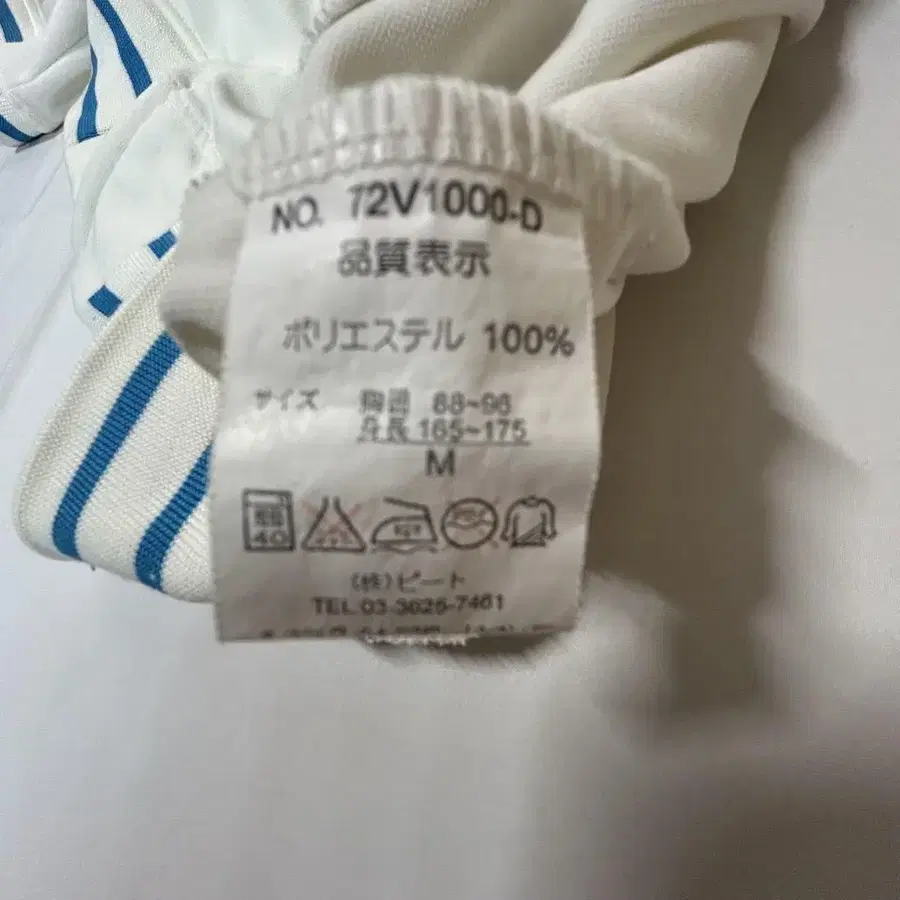 NO. 72V1000-D
品質表示
ポリエステル 100%
サイズ 胸囲 88~96
身長 165~175
M
40
(株)ビート
TEL 03-3626-7461